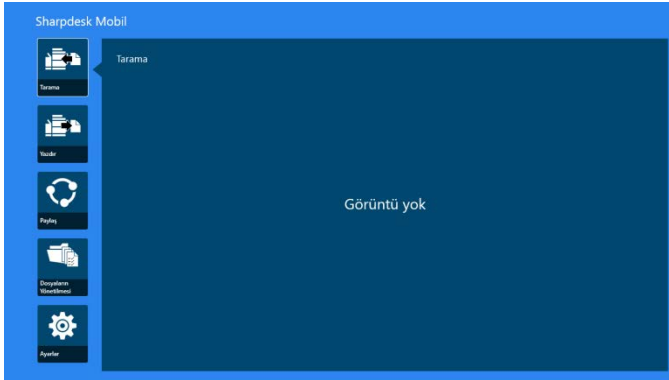 Sharpdesk Mobil
Tarama
Tarama
Yazdır
Görüntü yok
Paylaş
Dosyaların
Yönetilmesi
Ayarlar